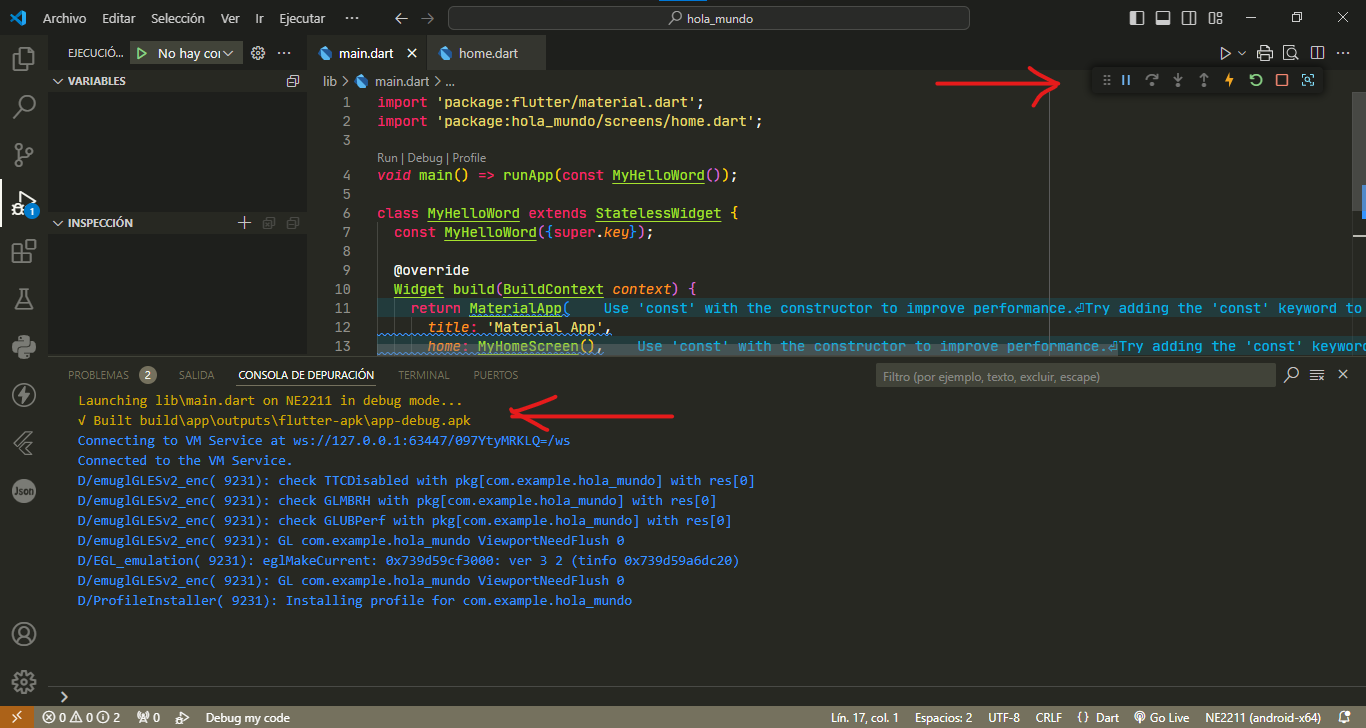 Archivo Editar Selección Ver Ir Ejecutar ··· hola_mundo
EJECUCIÓ... No hay cor ··· main.dart home.dart
VARIABLES
lib > main.dart > ...
1 import 'package:flutter/material.dart';
2 import 'package:hola_mundo/screens/home.dart';
3
Run | Debug | Profile
4 void main() => runApp(const MyHelloWord());
5
6 class MyHelloWord extends StatelessWidget {
7 const MyHelloWord({super.key});
8
9 @override
10 Widget build(BuildContext context) {
11 return MaterialApp( Use 'const' with the constructor to improve performance.⏎Try adding the 'const' keyword to
12 title: 'Material App',
13 home: MyHomeScreen(), Use 'const' with the constructor to improve performance.⏎Try adding the 'const' keyword
1
INSPECCIÓN
PROBLEMAS 2 SALIDA CONSOLA DE DEPURACIÓN TERMINAL PUERTOS Filtro (por ejemplo, texto, excluir, escape)
Launching lib\main.dart on NE2211 in debug mode...
√ Built build\app\outputs\flutter-apk\app-debug.apk
Connecting to VM Service at ws://127.0.0.1:63447/097YtyMRKLQ=/ws
Connected to the VM Service.
D/emuglGLESv2_enc( 9231): check TTCDisabled with pkg[com.example.hola_mundo] with res[0]
D/emuglGLESv2_enc( 9231): check GLMBRH with pkg[com.example.hola_mundo] with res[0]
D/emuglGLESv2_enc( 9231): check GLUBPerf with pkg[com.example.hola_mundo] with res[0]
D/emuglGLESv2_enc( 9231): GL com.example.hola_mundo ViewportNeedFlush 0
D/EGL_emulation( 9231): eglMakeCurrent: 0x739d59cf3000: ver 3 2 (tinfo 0x739d59a6dc20)
D/emuglGLESv2_enc( 9231): GL com.example.hola_mundo ViewportNeedFlush 0
D/ProfileInstaller( 9231): Installing profile for com.example.hola_mundo
Json
>
0 0 2 0 Debug my code Lín. 17, col. 1 Espacios: 2 UTF-8 CRLF {} Dart Go Live NE2211 (android-x64)